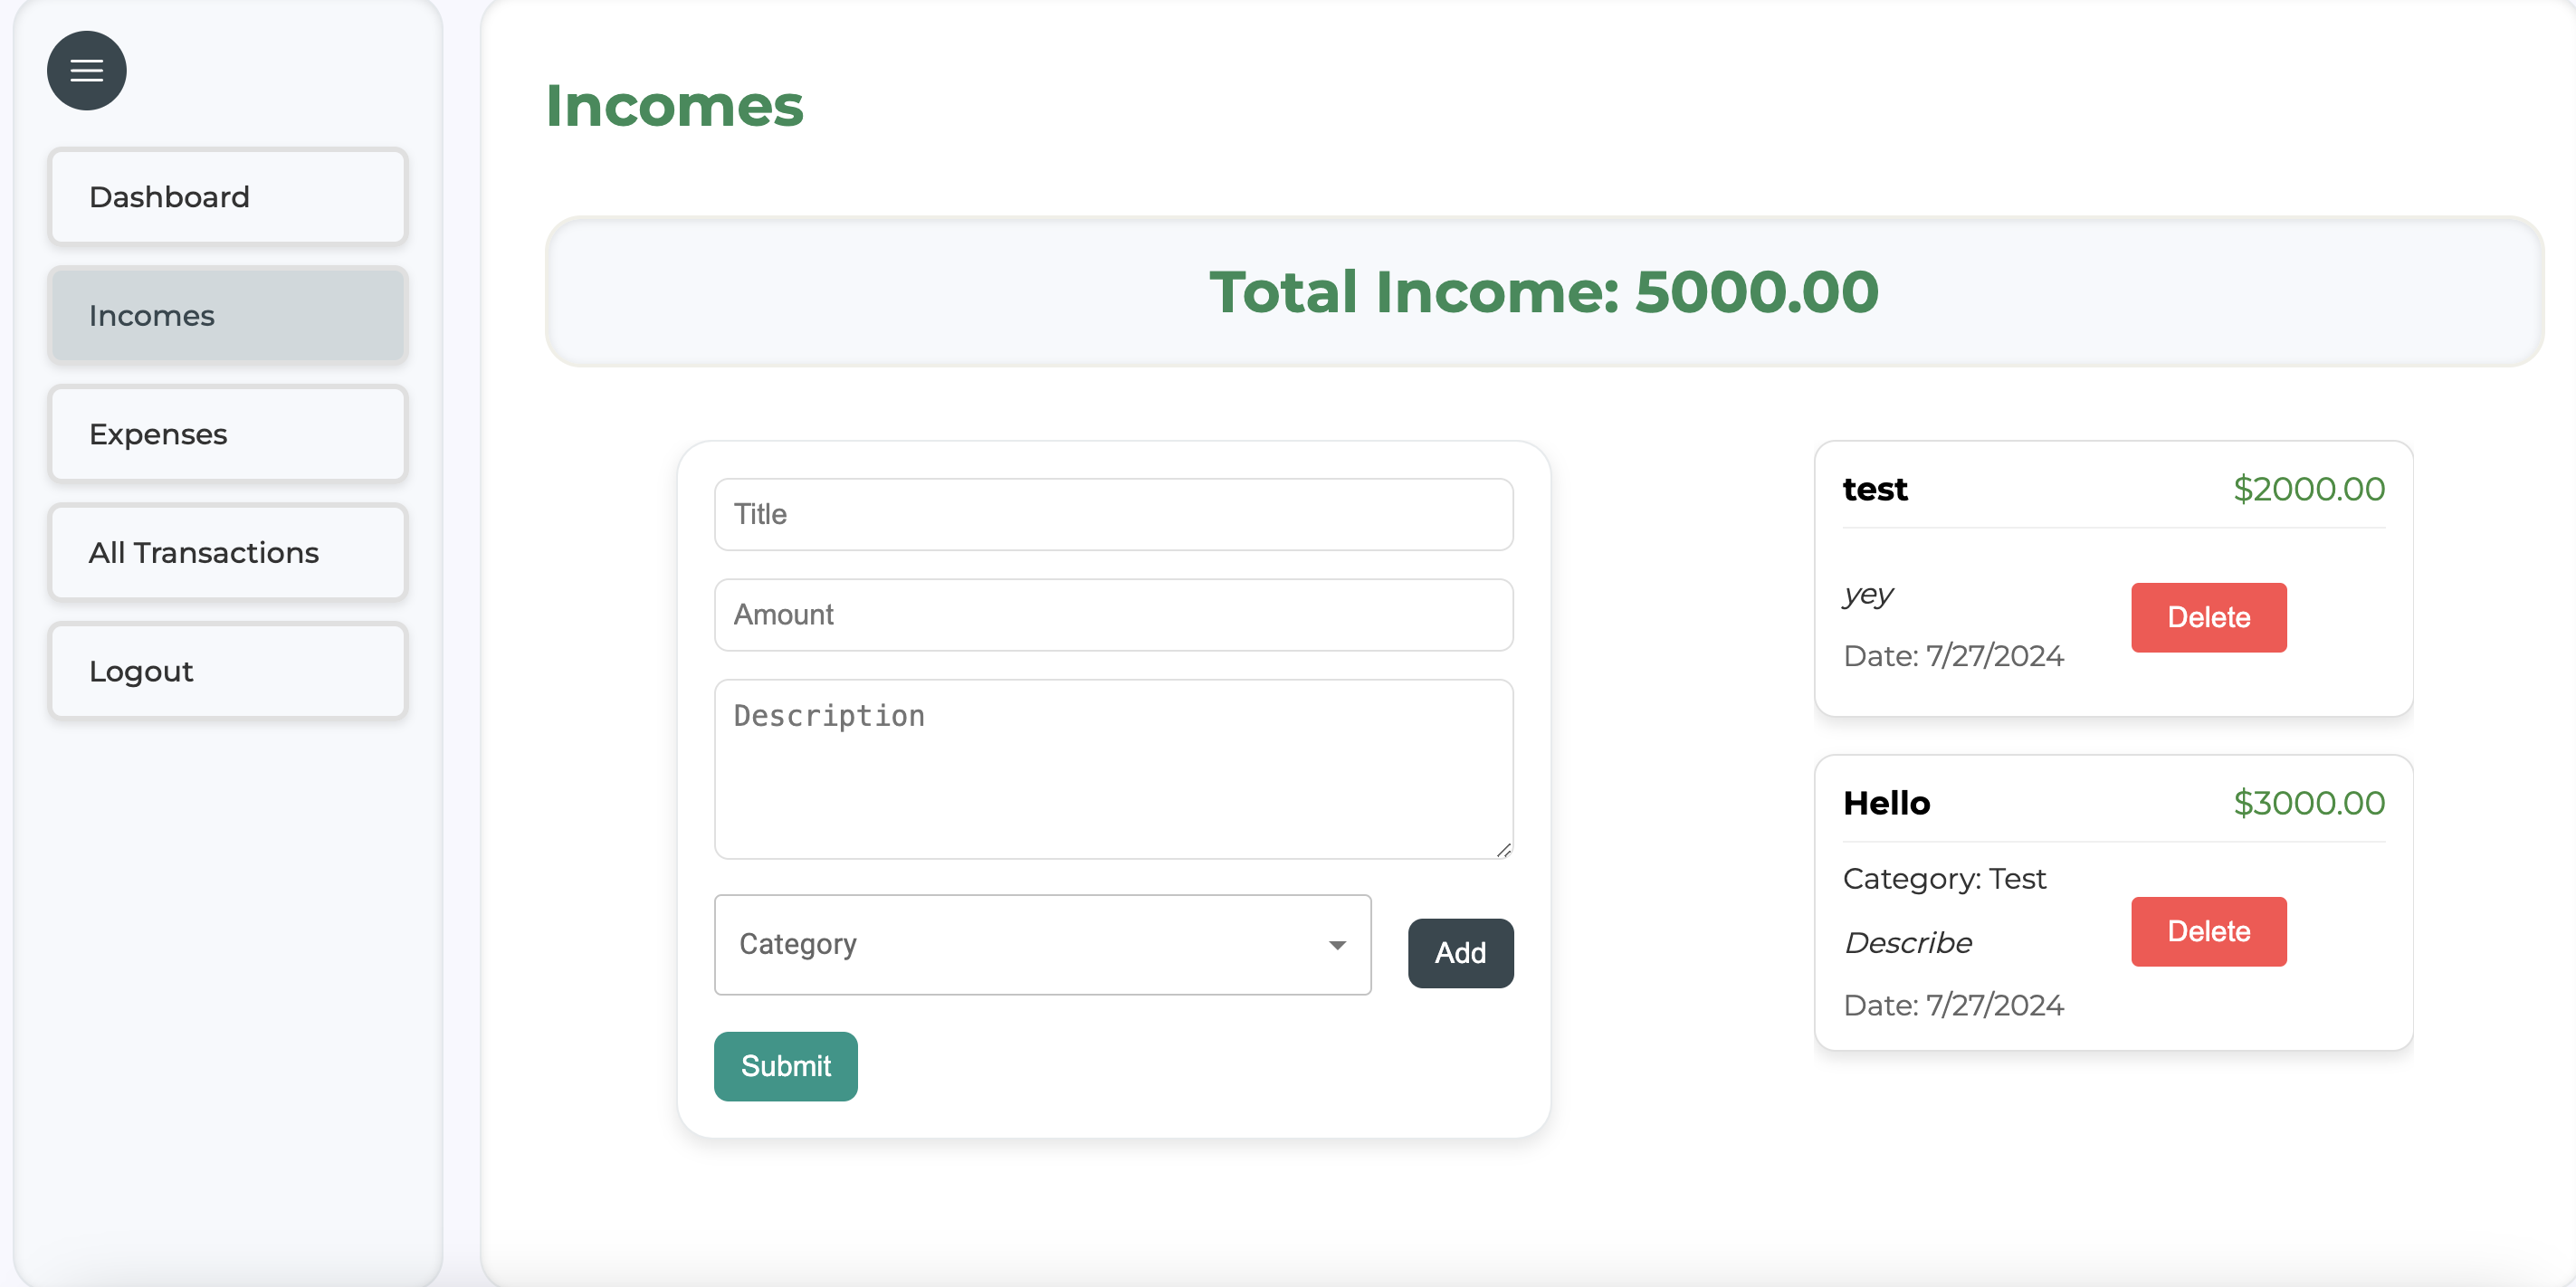 Dashboard
Incomes
Expenses
All Transactions
Logout
Incomes
Total Income: 5000.00
Title
Amount
Description
Category
Add
Submit
test $2000.00
yey
Delete
Date: 7/27/2024
Hello $3000.00
Category: Test
Delete
Describe
Date: 7/27/2024